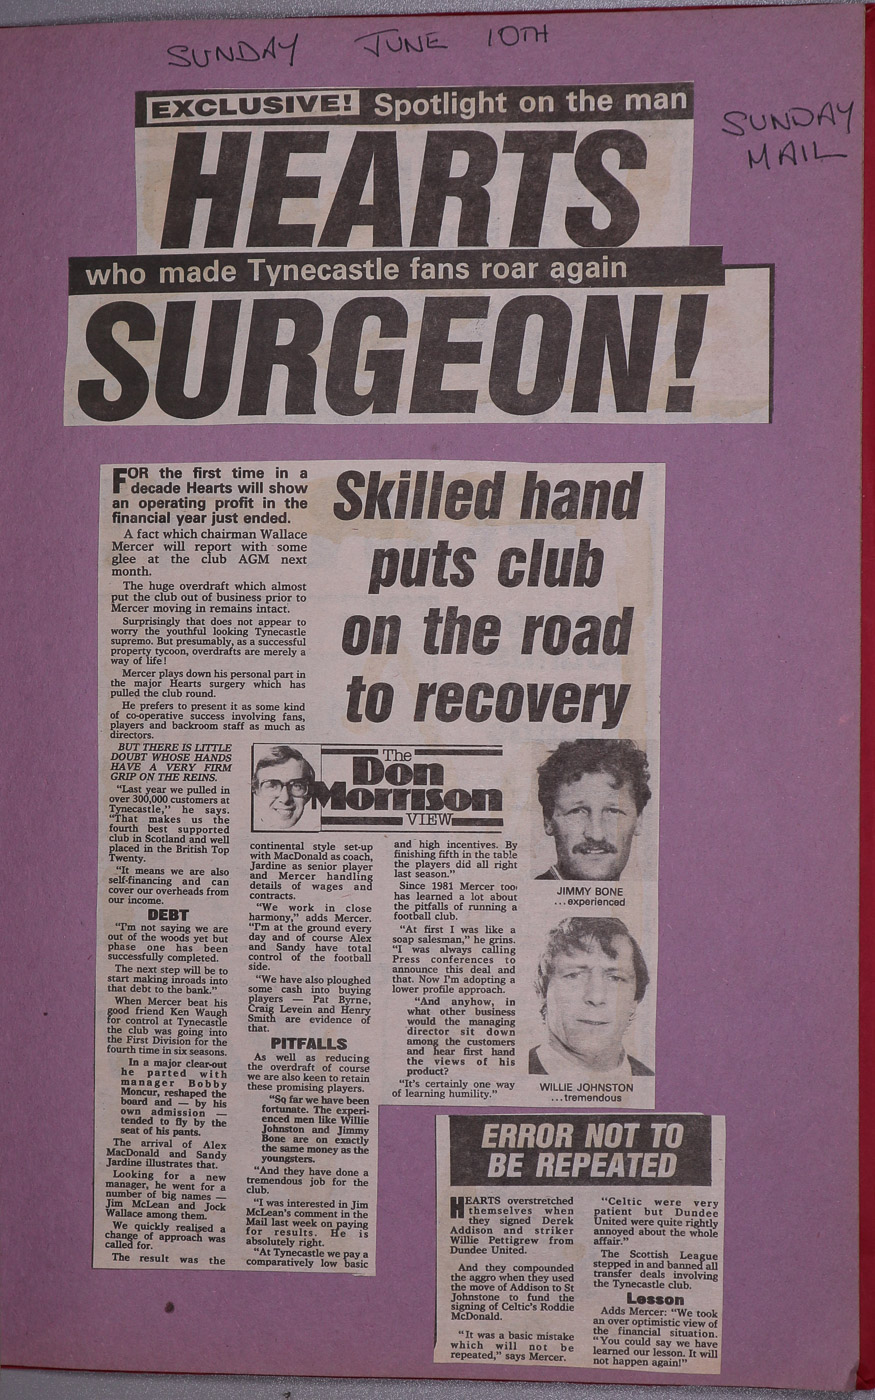 SUNDAY JUNE 10TH
SUNDAY
MAIL
EXCLUSIVE! Spotlight on the man
HEARTS
who made Tynecastle fans roar again
SURGEON!
Skilled hand
puts club
on the road
to recovery
FOR the first time in a
decade Hearts will show
an operating profit in the
financial year just ended.
A fact which chairman Wallace
Mercer will report with some
glee at the club AGM next
month.
The huge overdraft which almost
put the club out of business prior to
Mercer moving in remains intact.
Surprisingly that does not appear to
worry the youthful looking Tynecastle
supremo. But presumably, as a successful
property tycoon, overdrafts are merely a
way of life!
Mercer plays down his personal part in
the major Hearts surgery which has
pulled the club round.
He prefers to present it as some kind
of co-operative success involving fans,
players and backroom staff as much as
directors.
BUT THERE IS LITTLE
DOUBT WHOSE HANDS
HAVE A VERY FIRM
GRIP ON THE REINS.
"Last year we pulled in
over 300,000 customers at
Tynecastle," he says.
"That makes us the
fourth best supported
club in Scotland and well
placed in the British Top
Twenty.
"It means we are also
self-financing and can
cover our overheads from
our income.
DEBT
"I'm not saying we are
out of the woods yet but
phase one has been
successfully completed.
The next step will be to
start making inroads into
that debt to the bank."
When Mercer beat his
good friend Ken Waugh
for control at Tynecastle
the club was going into
the First Division for the
fourth time in six seasons.
In a major clear-out
he parted with
manager Bobby
Moncur, reshaped the
board and — by his
own admission —
tended to fly by the
seat of his pants.
The arrival of Alex
MacDonald and Sandy
Jardine illustrates that.
Looking for a new
manager, he went for a
number of big names —
Jim McLean and Jock
Wallace among them.
We quickly realised a
change of approach was
called for.
The result was the
The
Don
Morrison
VIEW
continental style set-up
with MacDonald as coach,
Jardine as senior player
and Mercer handling
details of wages and
contracts.
"We work in close
harmony," adds Mercer.
"I'm at the ground every
day and of course Alex
and Sandy have total
control of the football
side.
"We have also ploughed
some cash into buying
players — Pat Byrne,
Craig Levein and Henry
Smith are evidence of
that.
PITFALLS
As well as reducing
the overdraft of course
we are also keen to retain
these promising players.
"So far we have been
fortunate. The experi-
enced men like Willie
Johnston and Jimmy
Bone are on exactly
the same money as the
youngsters.
"And they have done a
tremendous job for the
club.
"I was interested in Jim
McLean's comment in the
Mail last week on paying
for results. He is
absolutely right.
"At Tynecastle we pay a
comparatively low basic
and high incentives. By
finishing fifth in the table
the players did all right
last season."
Since 1981 Mercer too
has learned a lot about
the pitfalls of running a
football club.
"At first I was like a
soap salesman," he grins.
"I was always calling
Press conferences to
announce this deal and
that. Now I'm adopting a
lower profile approach.
"And anyhow, in
what other business
would the managing
director sit down
among the customers
and hear first hand
the views of his
product?
"It's certainly one way
of learning humility."
JIMMY BONE
...experienced
WILLIE JOHNSTON
...tremendous
ERROR NOT TO
BE REPEATED
HEARTS overstretched
themselves when
they signed Derek
Addison and striker
Willie Pettigrew from
Dundee United.
And they compounded
the aggro when they used
the move of Addison to St
Johnstone to fund the
signing of Celtic's Roddie
McDonald.
"It was a basic mistake
which will not be
repeated," says Mercer.
"Celtic were very
patient but Dundee
United were quite rightly
annoyed about the whole
affair."
The Scottish League
stepped in and banned all
transfer deals involving
the Tynecastle club.
Lesson
Adds Mercer: "We took
an over optimistic view of
the financial situation.
"You could say we have
learned our lesson. It will
not happen again!"